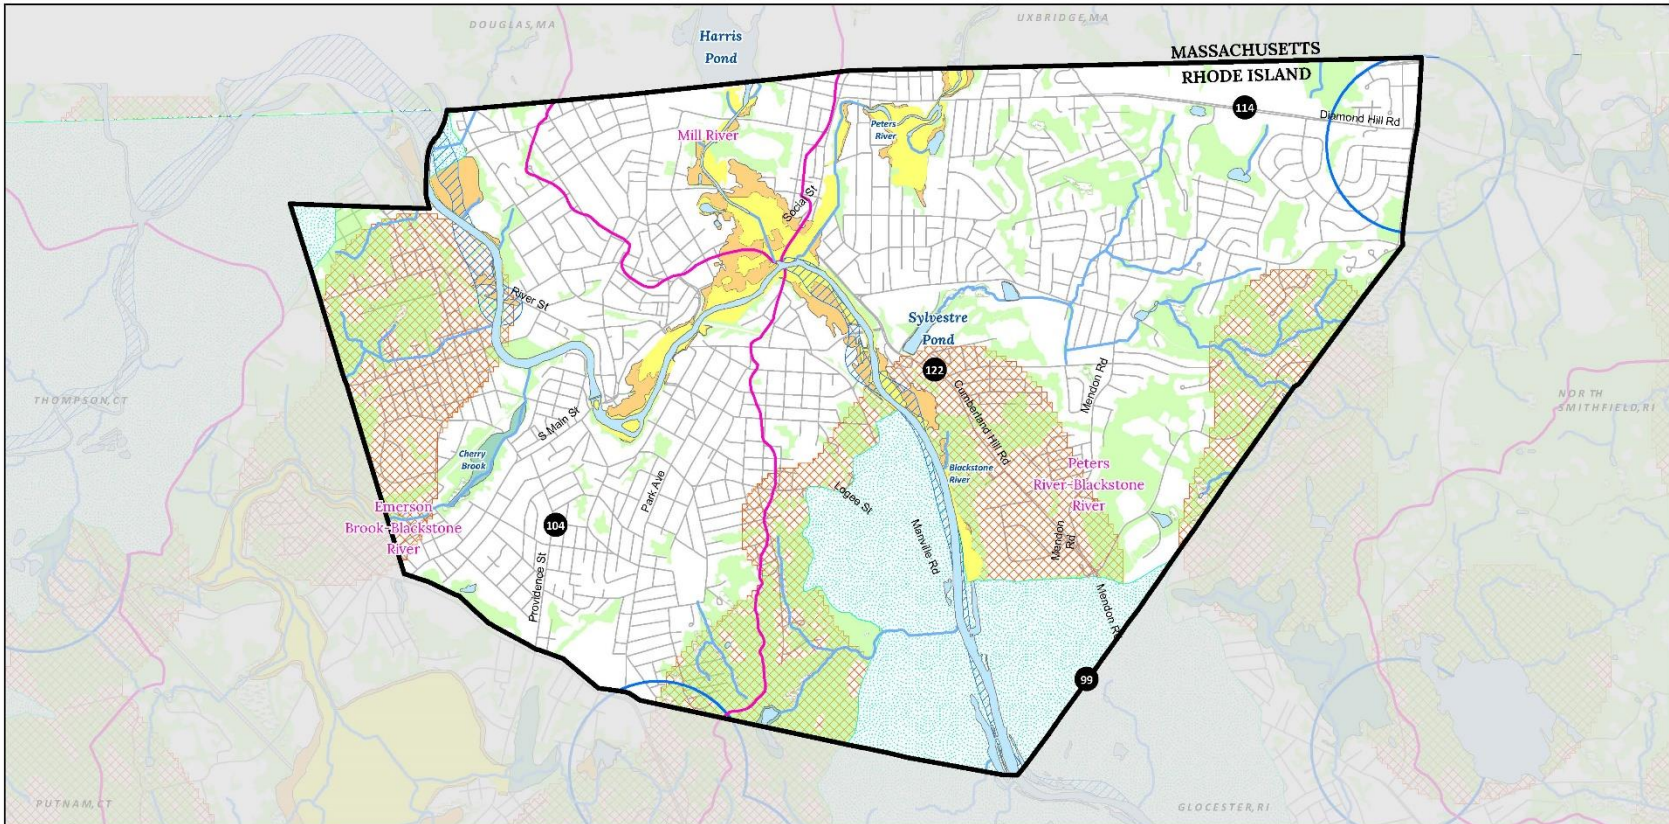 DOUGLAS,MA
UXBRIDGE,MA
Harris
Pond
MASSACHUSETTS
RHODE ISLAND
114
Diamond Hill Rd
Peters
River
Mill River
Social St
River St
Sylvestre
Pond
122
Cumberland Hill Rd
Mendon Rd
THOMPSON,CT
NORTH
SMITHFIELD,RI
S Main St
Cherry
Brook
Park Ave
Logee St
Blackstone
River
Peters
River-Blackstone
River
Emerson
Brook-Blackstone
River
104
Providence St
Manville Rd
Mendon
Rd
Mendon Rd
99
PUTNAM,CT
GLOCESTER,RI